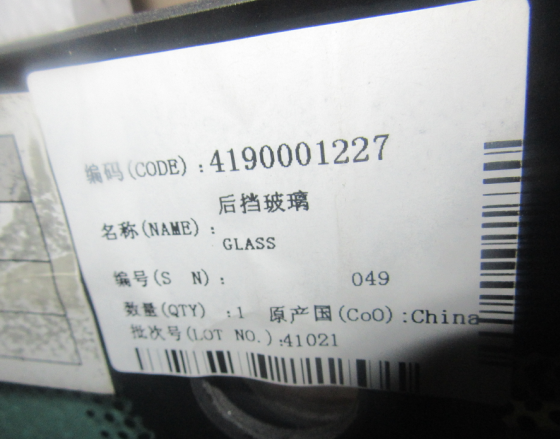 编码(CODE) :4190001227
后挡玻璃
名称(NAME) :
GLASS
编号(S N) : 049
数量(QTY) :1 原产国(CoO):China
批次号(LOT NO.) :41021